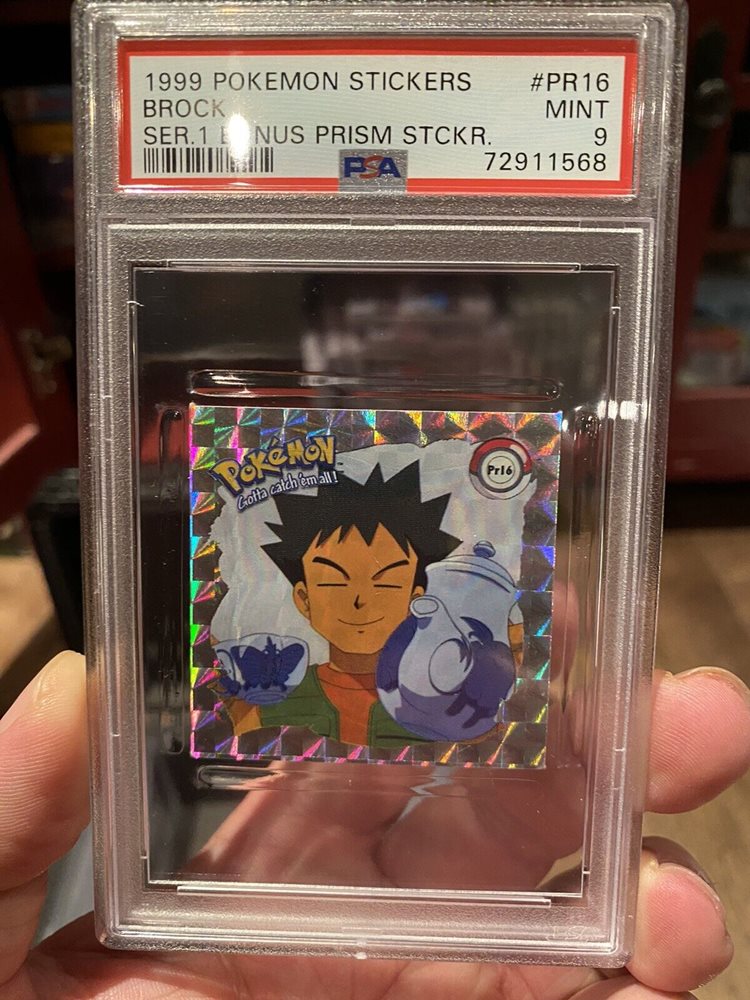 1999 POKEMON STICKERS #PR16
BROCK MINT
SER.1 BONUS PRISM STCKR. 9
PSA 72911568
POKéMON
Gotta catch 'em all!
Pr16